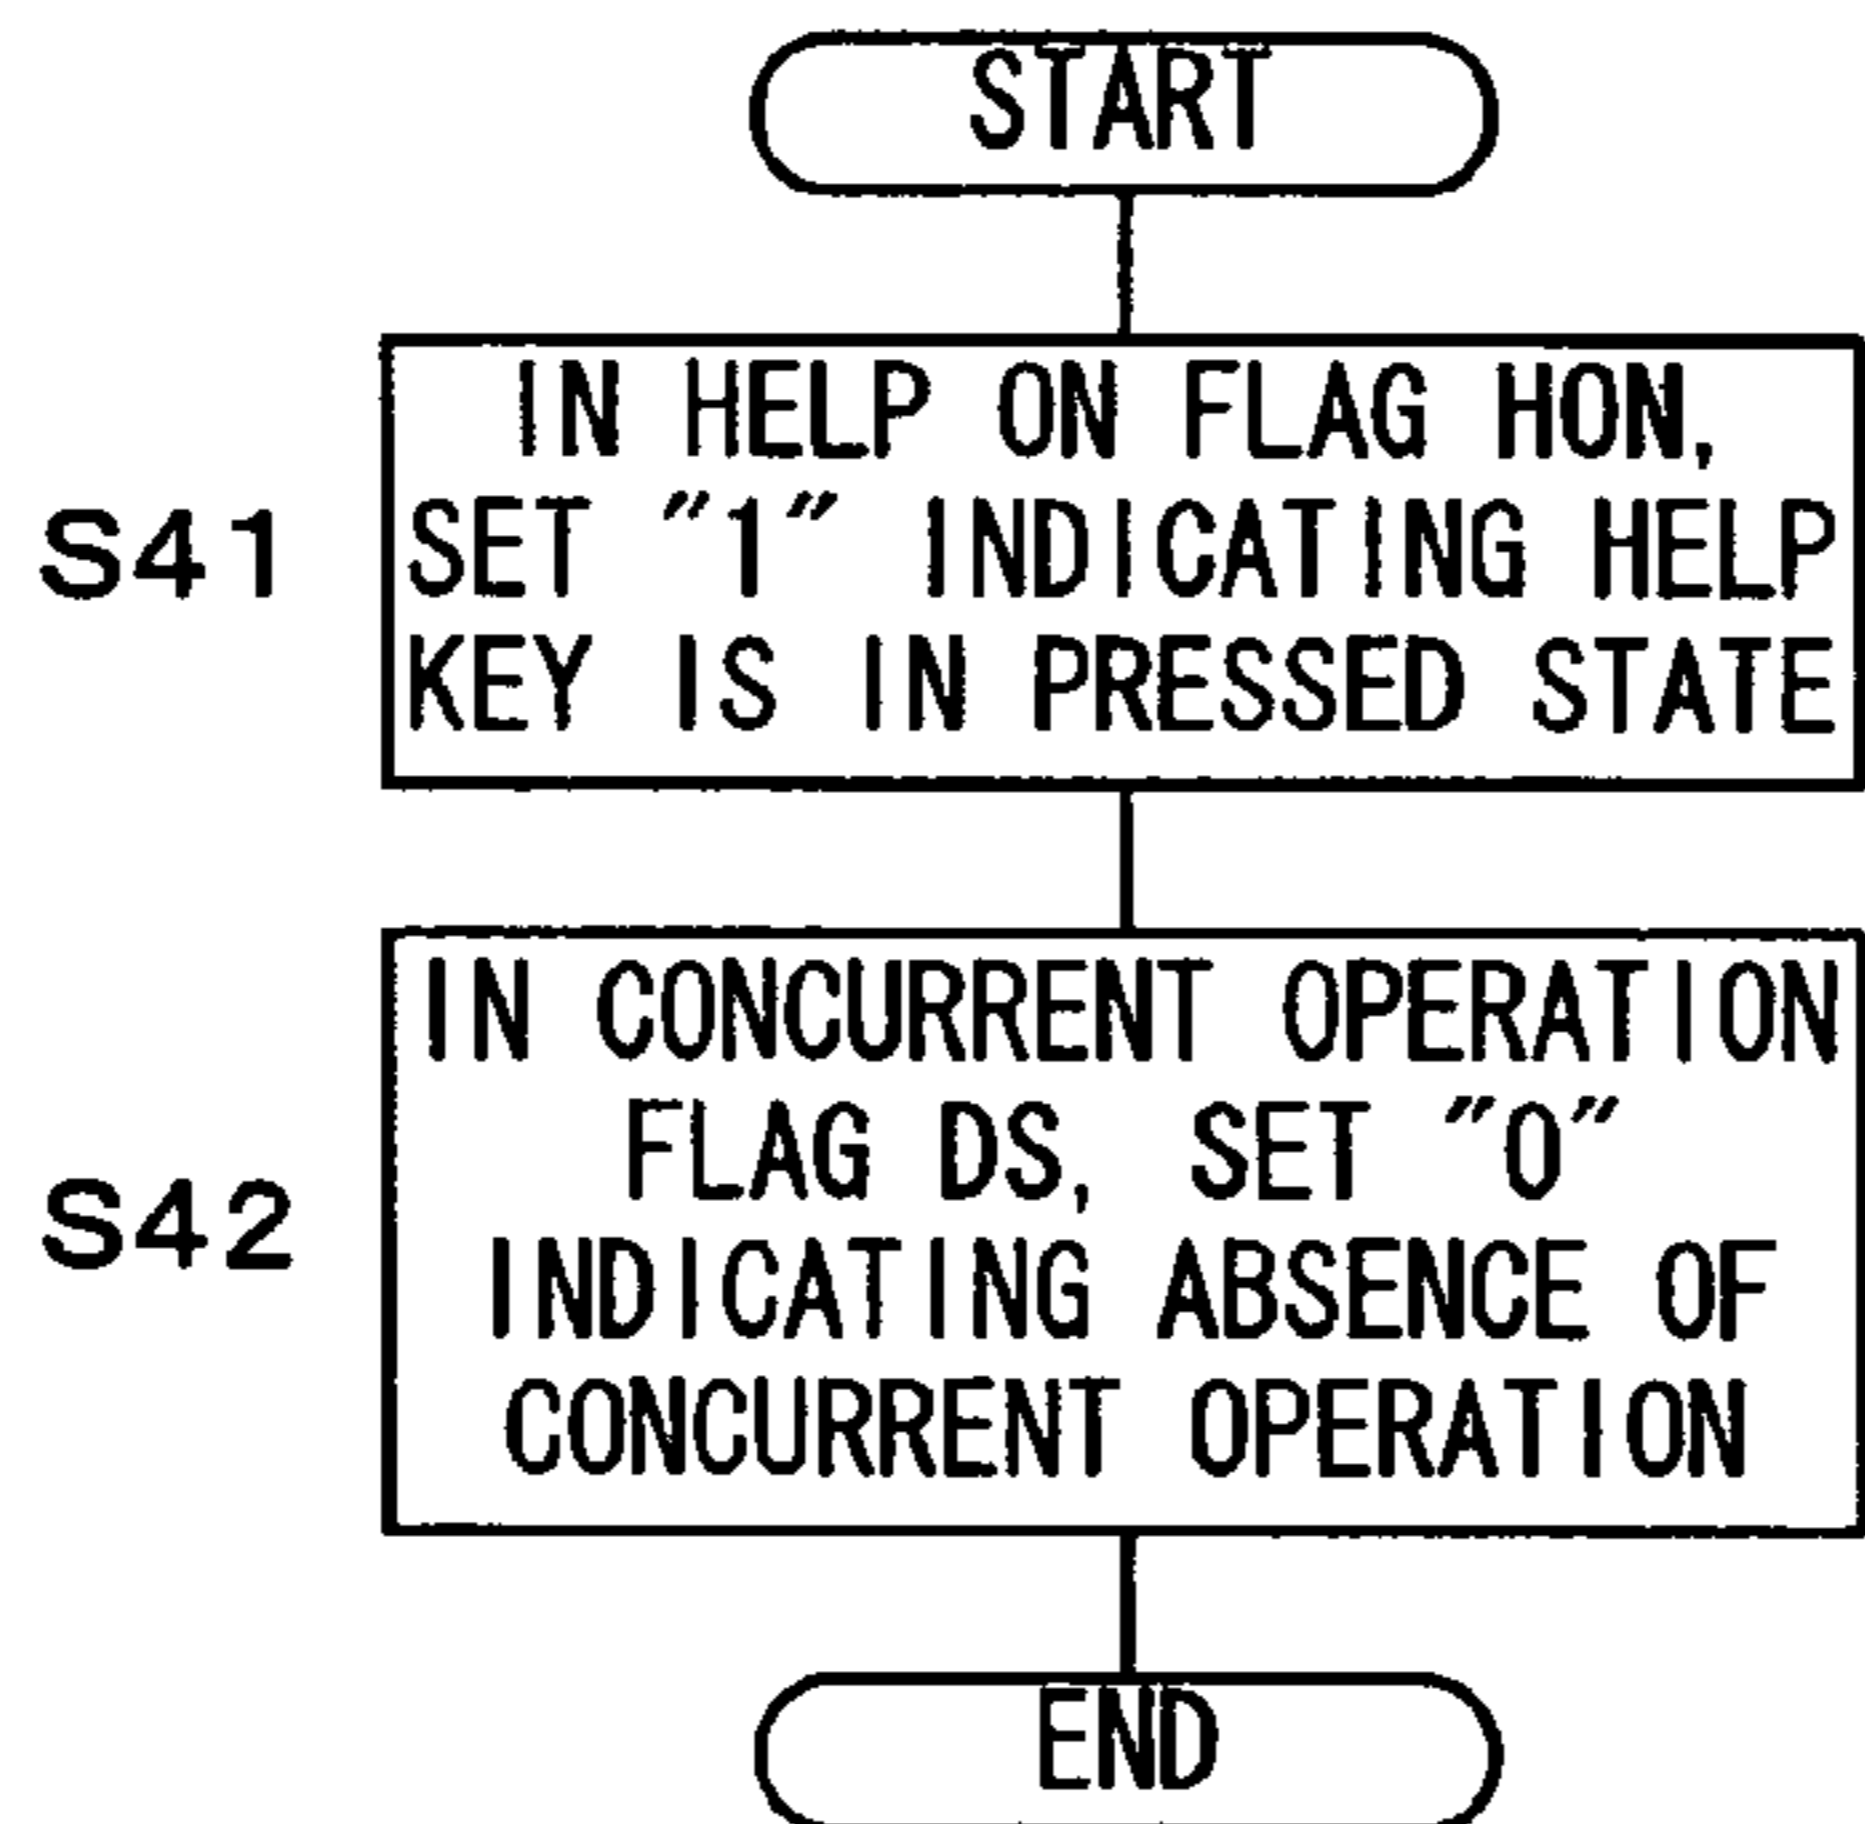 START
IN HELP ON FLAG HON,
S41 SET "1" INDICATING HELP
KEY IS IN PRESSED STATE
IN CONCURRENT OPERATION
FLAG DS, SET "0"
S42 INDICATING ABSENCE OF
CONCURRENT OPERATION
END